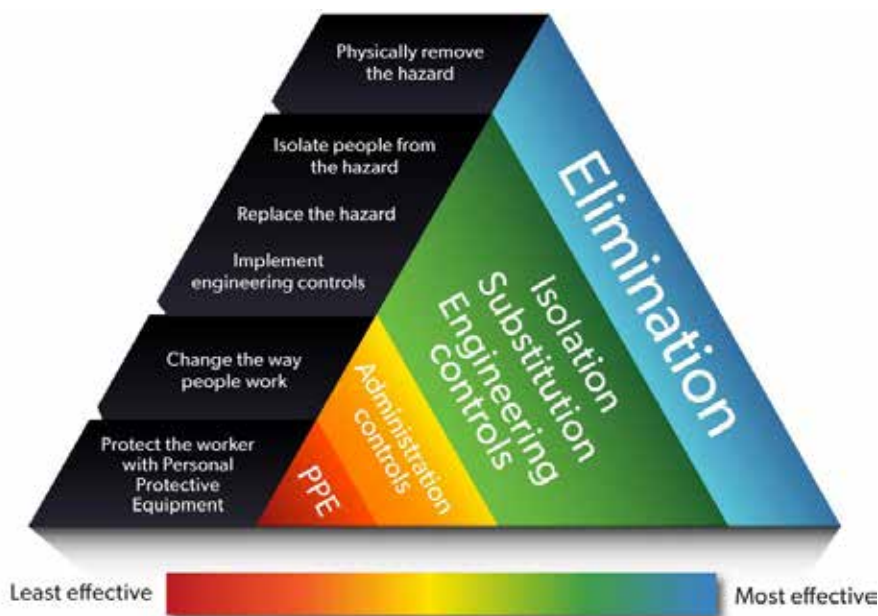 Physically remove
the hazard
Isolate people from
the hazard
Replace the hazard
Implement
engineering controls
Change the way
people work
Protect the worker
with Personal
Protective
Equipment
Elimination
Isolation
Substitution
Engineering
controls
Administration
controls
PPE
Least effective
Most effective